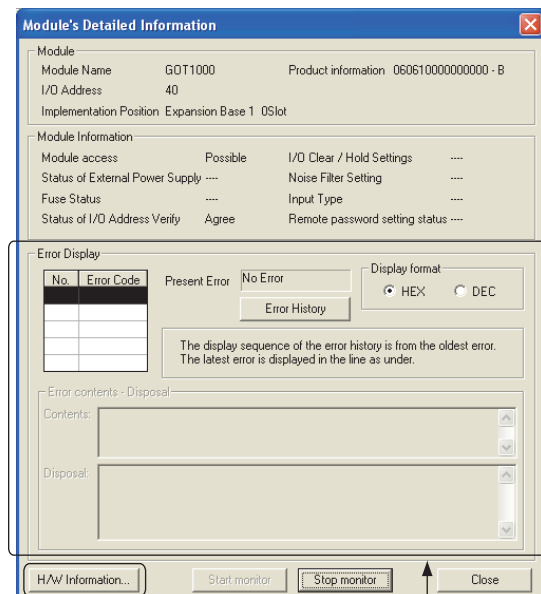 Module's Detailed Information
Module
Module Name GOT1000 Product information 060610000000000 - B
I/O Address 40
Implementation Position Expansion Base 1 0Slot
Module Information
Module access Possible I/O Clear / Hold Settings ----
Status of External Power Supply ---- Noise Filter Setting ----
Fuse Status ---- Input Type ----
Status of I/O Address Verify Agree Remote password setting status ----
Error Display
No. Error Code
Present Error No Error
Error History
Display format
HEX DEC
The display sequence of the error history is from the oldest error.
The latest error is displayed in the line as under.
Error contents - Disposal
Contents:
Disposal:
H/W Information... Start monitor Stop monitor Close